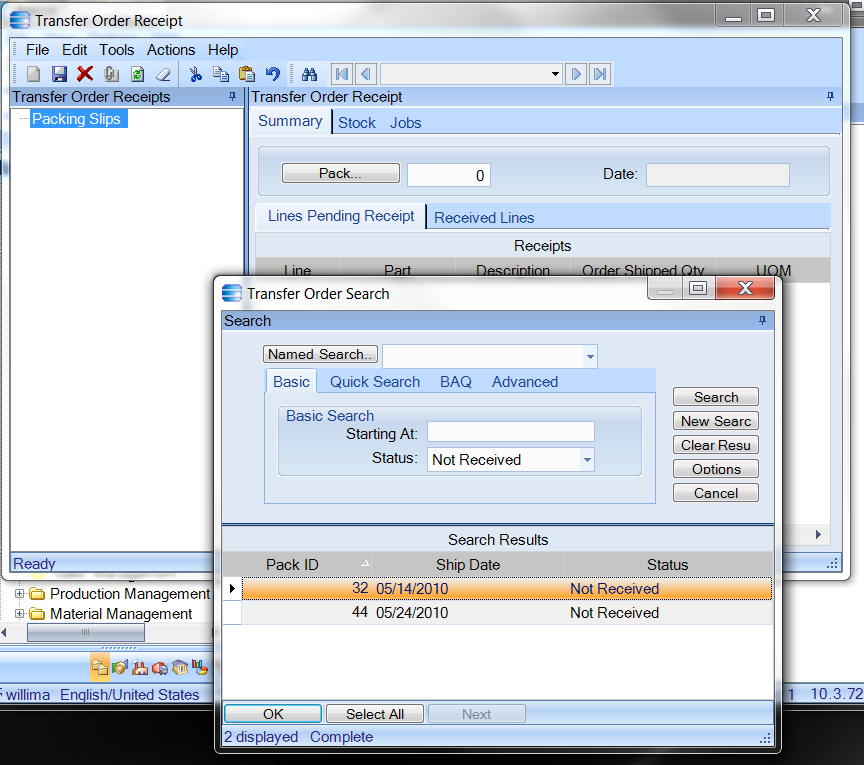 Transfer Order Receipt
File Edit Tools Actions Help
Transfer Order Receipts
Packing Slips
Transfer Order Receipt
Summary Stock Jobs
Pack... 0 Date:
Lines Pending Receipt Received Lines
Receipts
Line Part Description Order Shipped Qty UOM
Ready
Transfer Order Search
Search
Named Search..
Basic Quick Search BAQ Advanced
Basic Search
Starting At:
Status: Not Received
Search
New Searc
Clear Resu
Options
Cancel
Search Results
Pack ID Ship Date Status
32 05/14/2010 Not Received
44 05/24/2010 Not Received
OK Select All Next
2 displayed Complete
Production Management
Material Management
willima English/United States
1 10.3.72